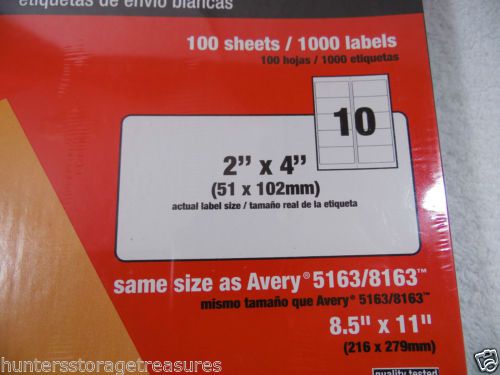 etiquetas de envío blancas
100 sheets / 1000 labels
100 hojas / 1000 etiquetas
10
2" x 4"
(51 x 102mm)
actual label size / tamaño real de la etiqueta
same size as Avery® 5163/8163™
mismo tamaño que Avery® 5163/8163™
8.5" x 11"
(216 x 279mm)
quality tested
huntersstoragetreasures